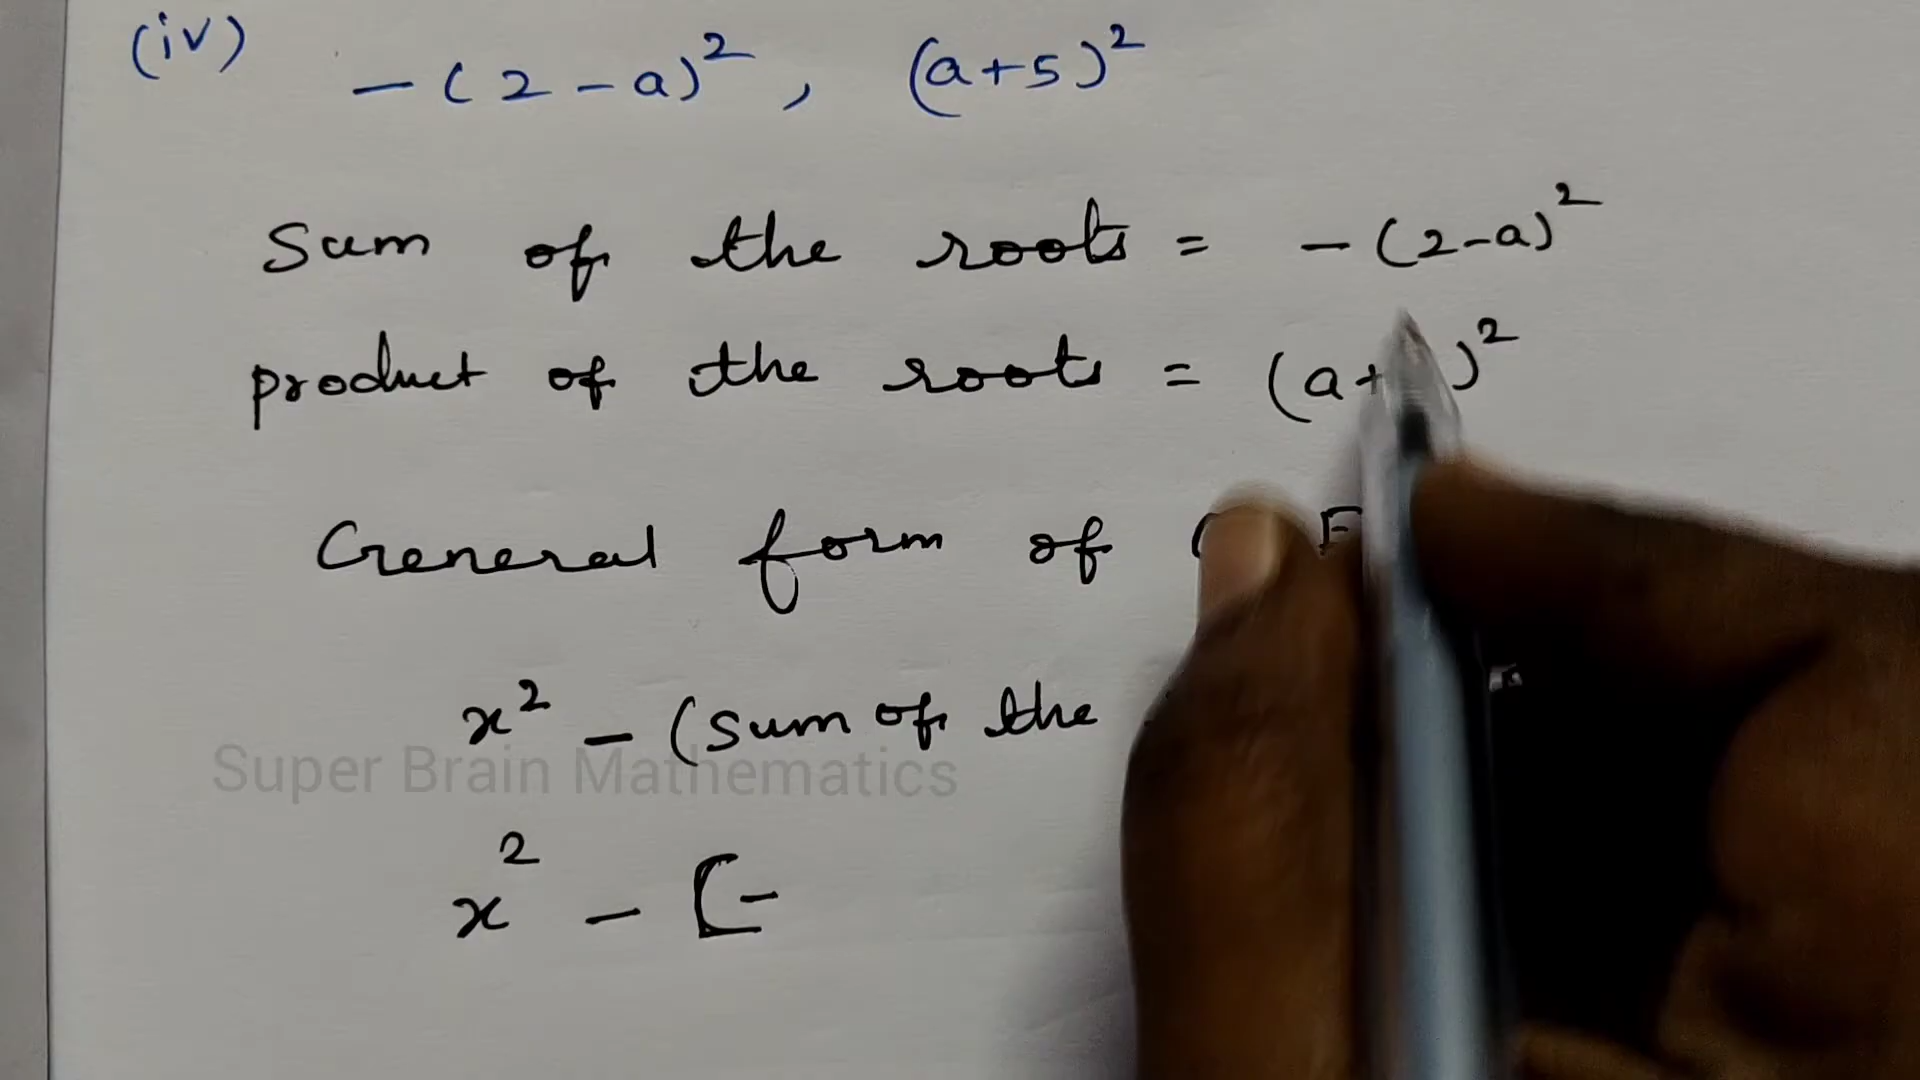 (iv) -(2-a)², (a+5)²
Sum of the roots = -(2-a)²
product of the roots = (a+ )²
General form of
x² - (sum of the
Super Brain Mathematics
x² - [-